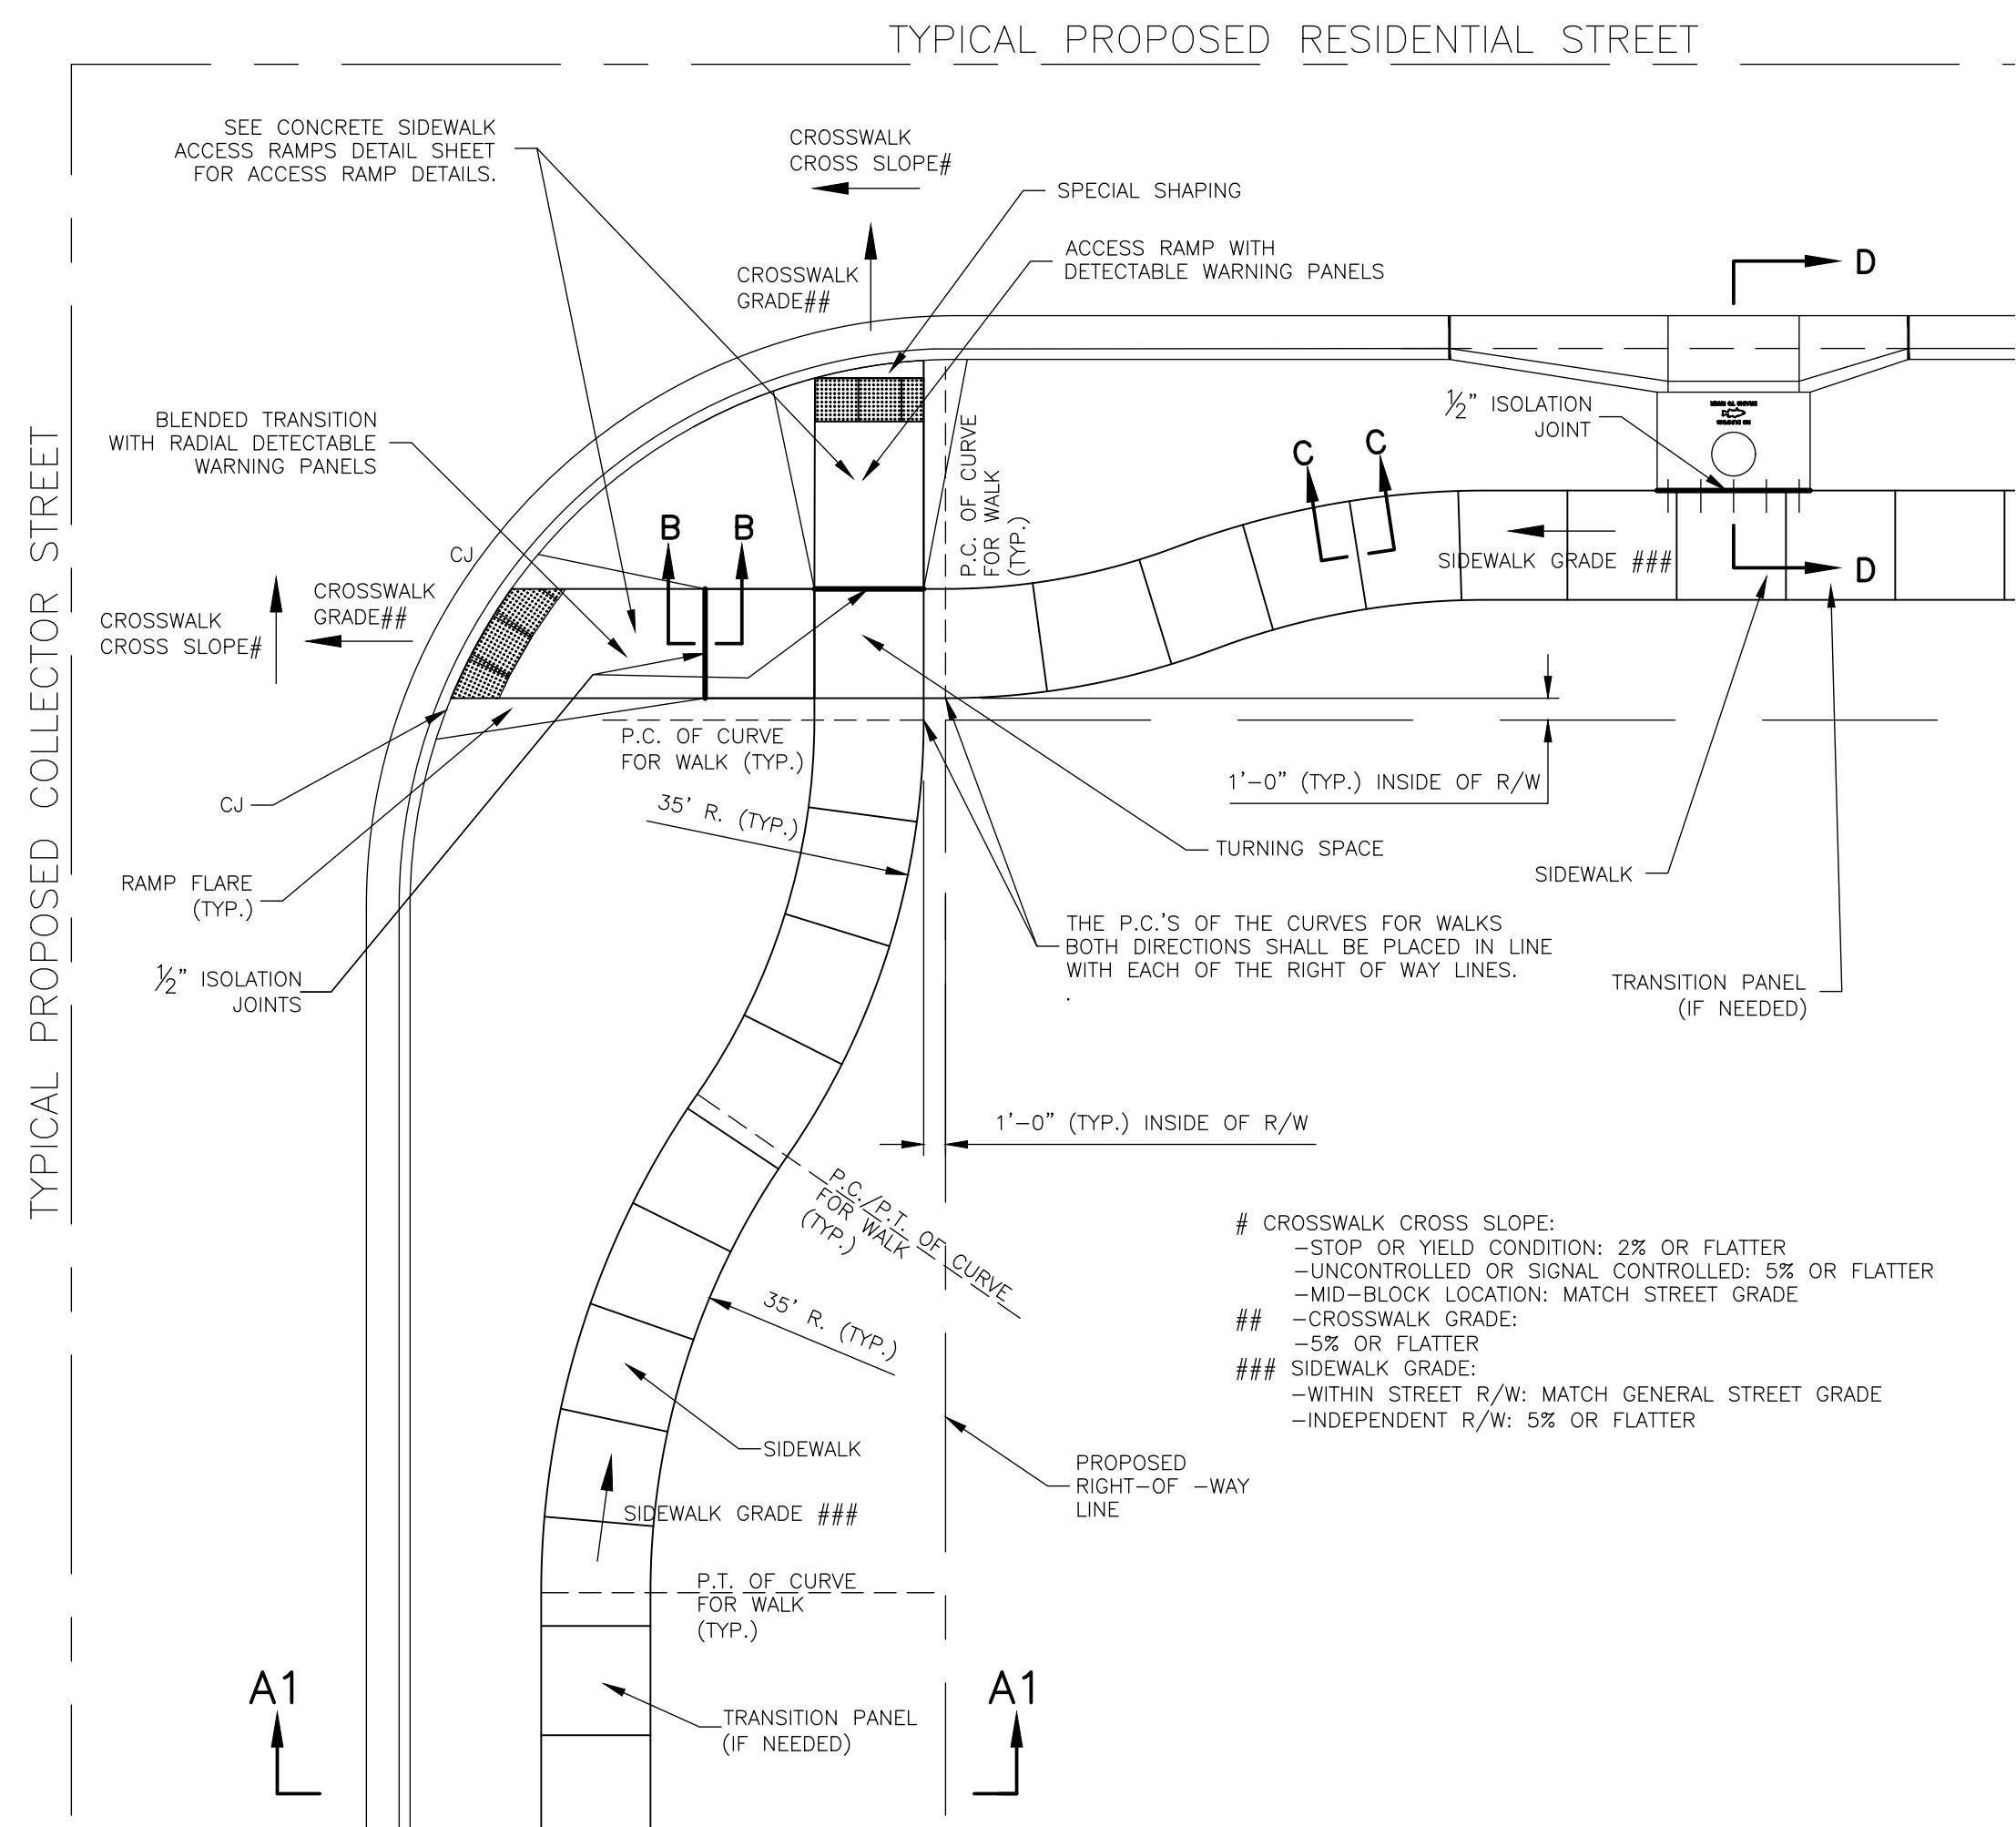 TYPICAL PROPOSED RESIDENTIAL STREET
TYPICAL PROPOSED COLLECTOR STREET
SEE CONCRETE SIDEWALK
ACCESS RAMPS DETAIL SHEET
FOR ACCESS RAMP DETAILS.
CROSSWALK
CROSS SLOPE#
SPECIAL SHAPING
ACCESS RAMP WITH
DETECTABLE WARNING PANELS
CROSSWALK
GRADE##
D
BLENDED TRANSITION
WITH RADIAL DETECTABLE
WARNING PANELS
P.C. OF CURVE
FOR WALK
(TYP.)
½" ISOLATION
JOINT
NO DUMPING
DRAINS TO RIVER
C
C
B
B
CJ
SIDEWALK GRADE ###
D
CROSSWALK
GRADE##
CROSSWALK
CROSS SLOPE#
P.C. OF CURVE
FOR WALK (TYP.)
1'-0" (TYP.) INSIDE OF R/W
35' R. (TYP.)
CJ
TURNING SPACE
SIDEWALK
RAMP FLARE
(TYP.)
THE P.C.'S OF THE CURVES FOR WALKS
BOTH DIRECTIONS SHALL BE PLACED IN LINE
WITH EACH OF THE RIGHT OF WAY LINES.
.
½" ISOLATION
JOINTS
TRANSITION PANEL
(IF NEEDED)
1'-0" (TYP.) INSIDE OF R/W
P.C./P.T. OF CURVE
FOR WALK
(TYP.)
35' R. (TYP.)
# CROSSWALK CROSS SLOPE:
-STOP OR YIELD CONDITION: 2% OR FLATTER
-UNCONTROLLED OR SIGNAL CONTROLLED: 5% OR FLATTER
-MID-BLOCK LOCATION: MATCH STREET GRADE
## -CROSSWALK GRADE:
-5% OR FLATTER
### SIDEWALK GRADE:
-WITHIN STREET R/W: MATCH GENERAL STREET GRADE
-INDEPENDENT R/W: 5% OR FLATTER
SIDEWALK
PROPOSED
RIGHT-OF -WAY
LINE
SIDEWALK GRADE ###
P.T. OF CURVE
FOR WALK
(TYP.)
A1
A1
TRANSITION PANEL
(IF NEEDED)